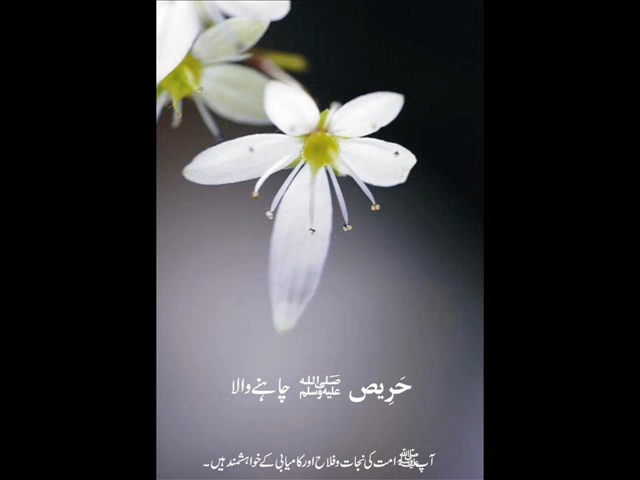 حَرِیص ﷺ چاہنے والا
آپ ﷺ امت کی نجات و فلاح اور کامیابی کے خواہشمند ہیں۔